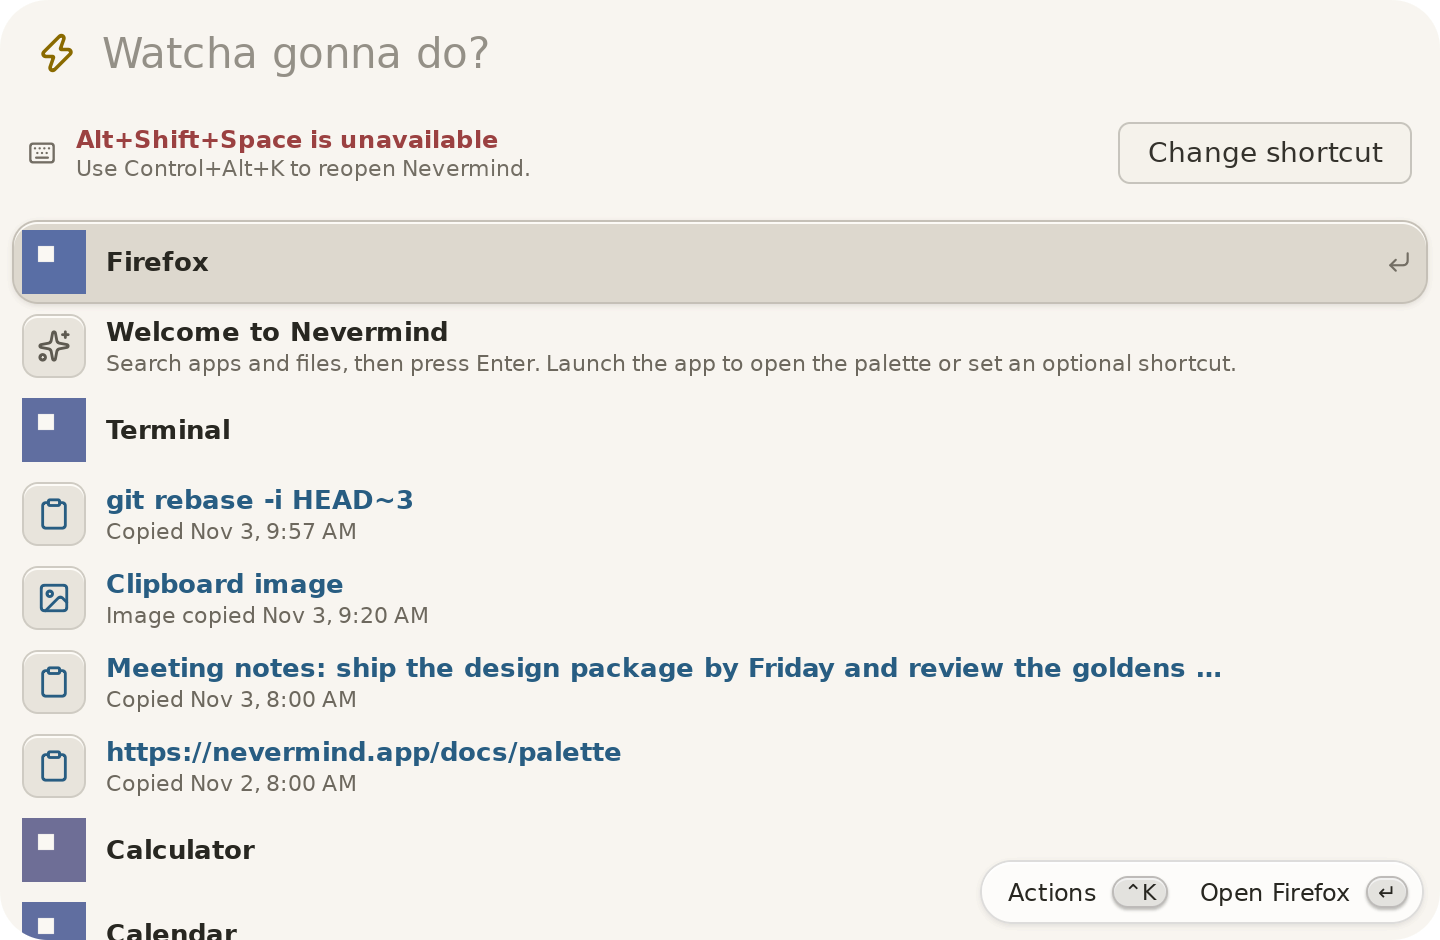 Watcha gonna do?
Alt+Shift+Space is unavailable
Use Control+Alt+K to reopen Nevermind.
Change shortcut
Firefox
Welcome to Nevermind
Search apps and files, then press Enter. Launch the app to open the palette or set an optional shortcut.
Terminal
git rebase -i HEAD~3
Copied Nov 3, 9:57 AM
Clipboard image
Image copied Nov 3, 9:20 AM
Meeting notes: ship the design package by Friday and review the goldens …
Copied Nov 3, 8:00 AM
https://nevermind.app/docs/palette
Copied Nov 2, 8:00 AM
Calculator
Actions ^K Open Firefox ↵
Calendar